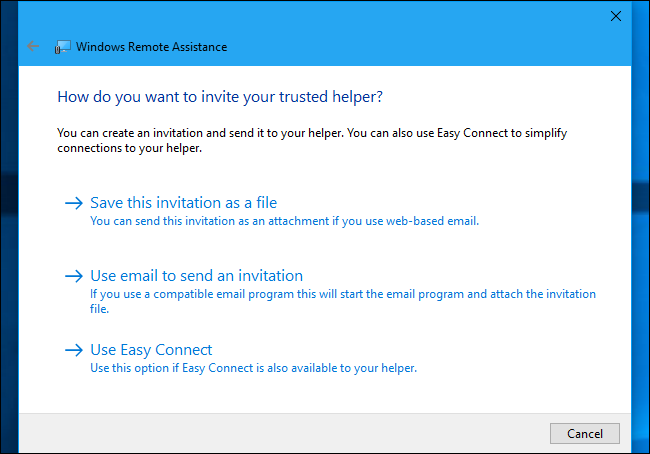 Windows Remote Assistance
How do you want to invite your trusted helper?
You can create an invitation and send it to your helper. You can also use Easy Connect to simplify
connections to your helper.
Save this invitation as a file
You can send this invitation as an attachment if you use web-based email.
Use email to send an invitation
If you use a compatible email program this will start the email program and attach the invitation
file.
Use Easy Connect
Use this option if Easy Connect is also available to your helper.
Cancel